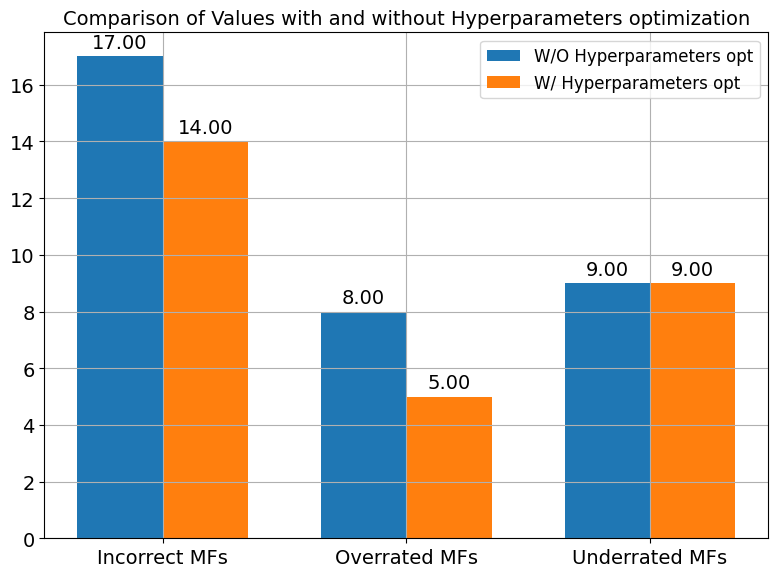 Comparison of Values with and without Hyperparameters optimization
W/O Hyperparameters opt
W/ Hyperparameters opt
17.00
14.00
8.00
5.00
9.00
9.00
16
14
12
10
8
6
4
2
0
Incorrect MFs
Overrated MFs
Underrated MFs